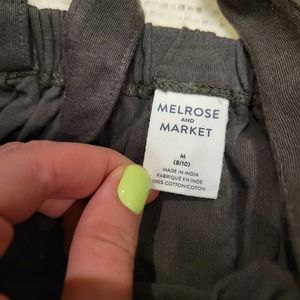 MELROSE
AND
MARKET
M
(8/10)
MADE IN INDIA
FABRIQUÉ EN INDE
100% COTTON/COTON